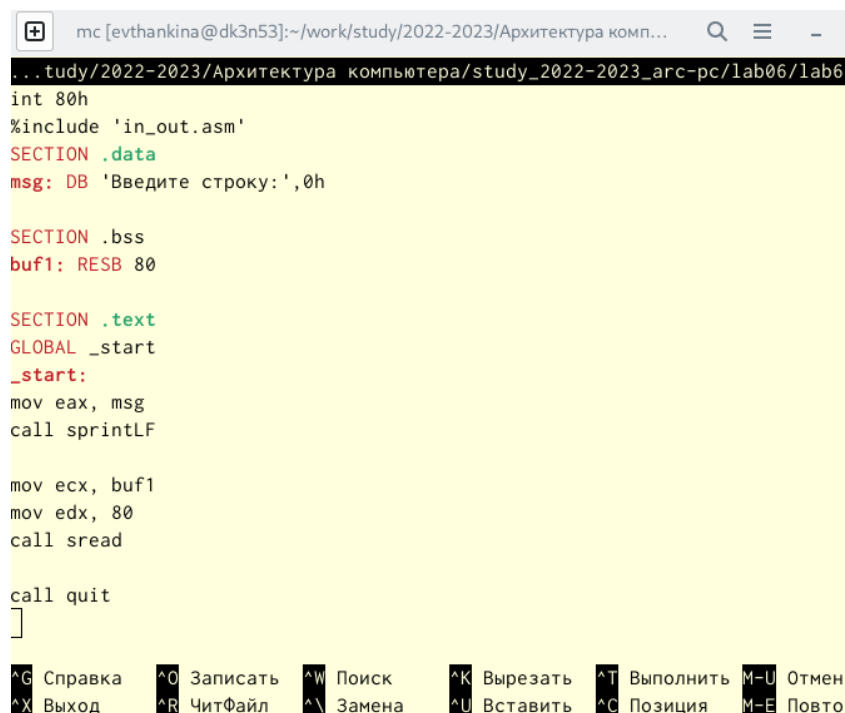 mc [evthankina@dk3n53]:~/work/study/2022-2023/Архитектура комп...
...tudy/2022-2023/Архитектура компьютера/study_2022-2023_arc-pc/lab06/lab6
int 80h
%include 'in_out.asm'
SECTION .data
msg: DB 'Введите строку:',0h
SECTION .bss
buf1: RESB 80
SECTION .text
GLOBAL _start
_start:
mov eax, msg
call sprintLF
mov ecx, buf1
mov edx, 80
call sread
call quit
^G Справка ^O Записать ^W Поиск ^K Вырезать ^T Выполнить M-U Отмен
^X Выход ^R ЧитФайл ^\ Замена ^U Вставить ^C Позиция M-E Повто